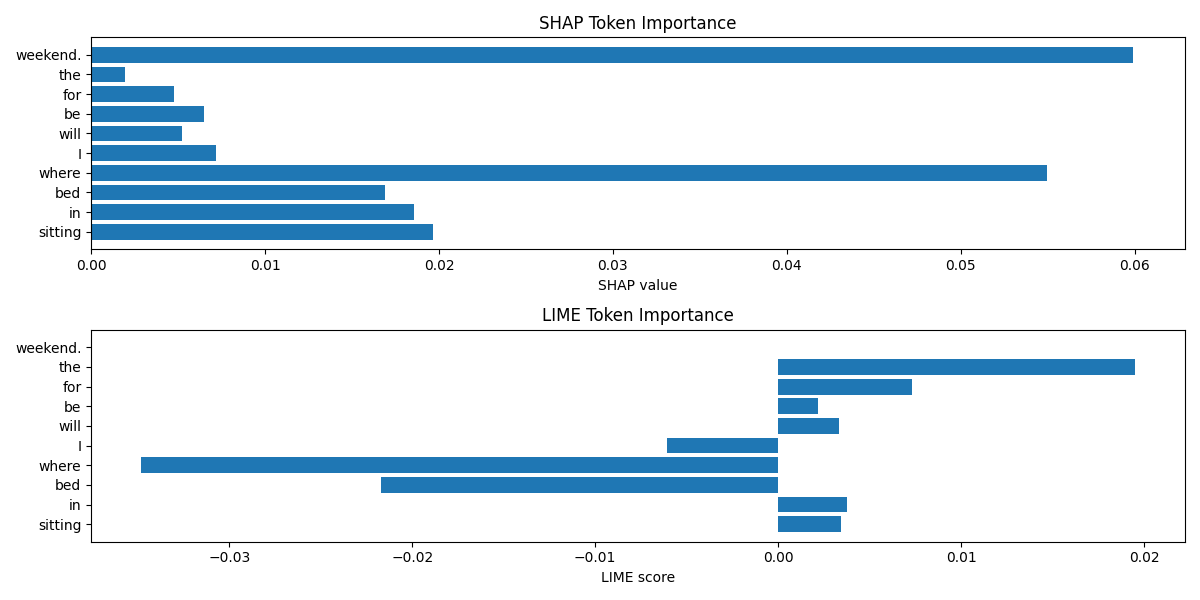 SHAP Token Importance
weekend.
the
for
be
will
I
where
bed
in
sitting
0.00 0.01 0.02 0.03 0.04 0.05 0.06
SHAP value
LIME Token Importance
weekend.
the
for
be
will
I
where
bed
in
sitting
−0.03 −0.02 −0.01 0.00 0.01 0.02
LIME score